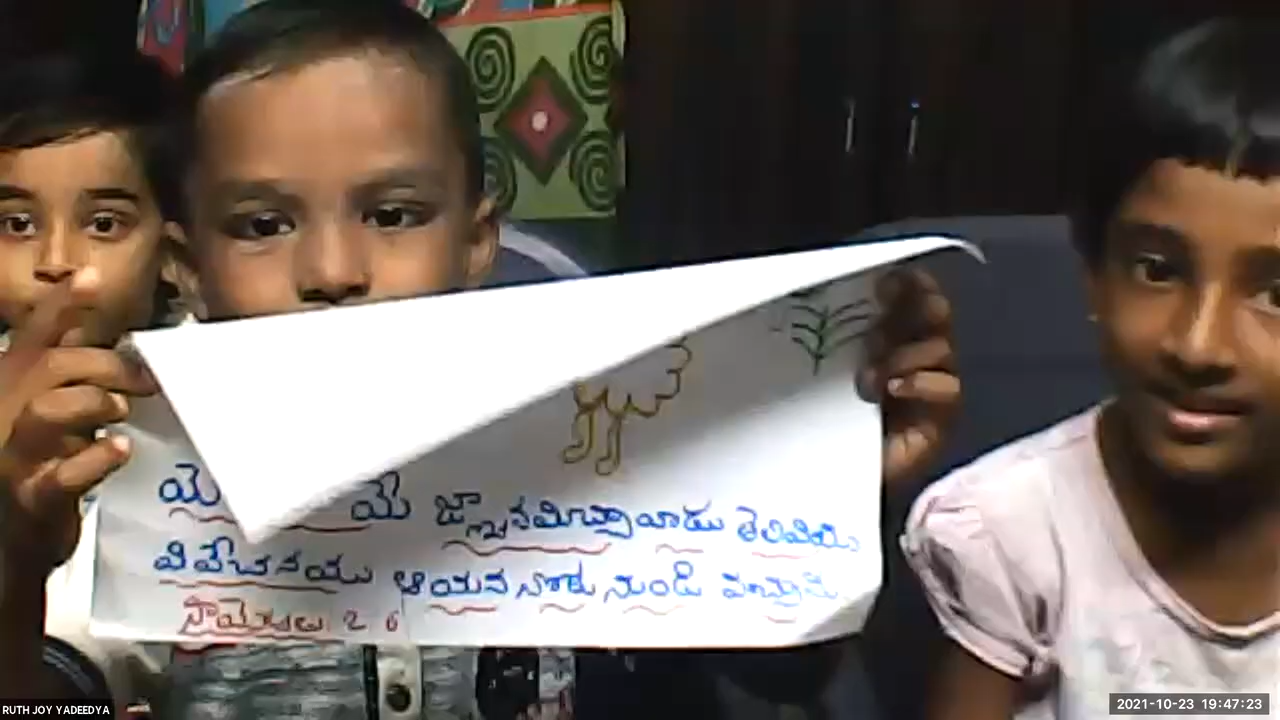 యె యే జ్ఞానమిచ్చువాడు తెలివియు
వివేచనయు ఆయన నోట నుండి వచ్చును
సామెతలు 2 6
RUTH JOY YADEEDYA
2021-10-23 19:47:23